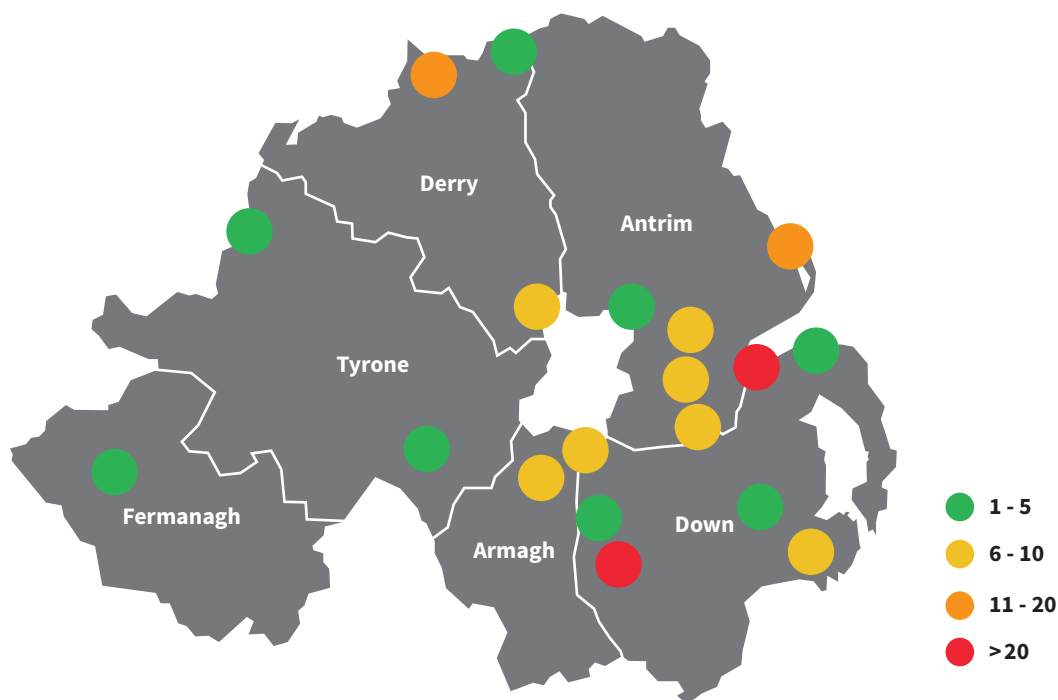 Derry
Antrim
Tyrone
Fermanagh
Armagh
Down
1 - 5
6 - 10
11 - 20
>20